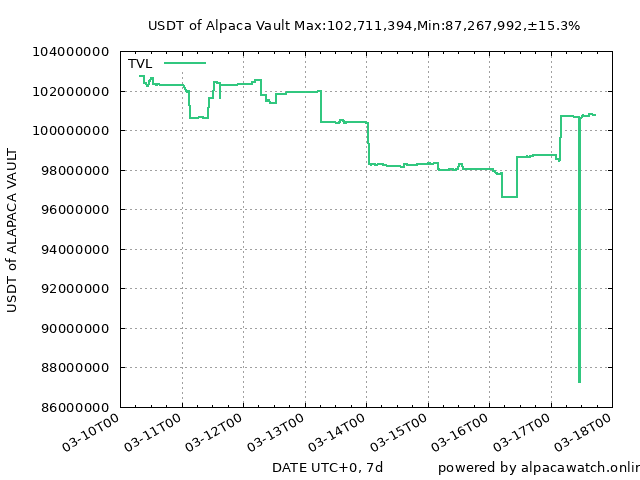 USDT of Alpaca Vault Max:102,711,394,Min:87,267,992,±15.3%
TVL
104000000
102000000
100000000
98000000
96000000
94000000
92000000
90000000
88000000
86000000
USDT of ALAPACA VAULT
03-10T00
03-11T00
03-12T00
03-13T00
03-14T00
03-15T00
03-16T00
03-17T00
03-18T00
DATE UTC+0, 7d
powered by alpacawatch.onlin